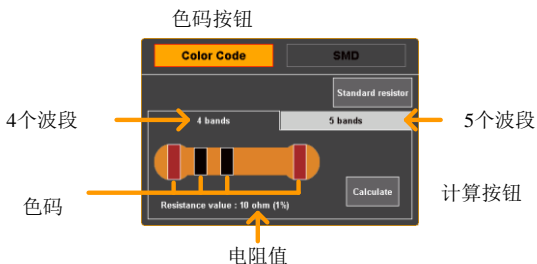 色码按钮
Color Code
SMD
Standard resistor
4个波段
4 bands
5 bands
5个波段
Calculate
计算按钮
色码
Resistance value : 10 ohm (1%)
电阻值